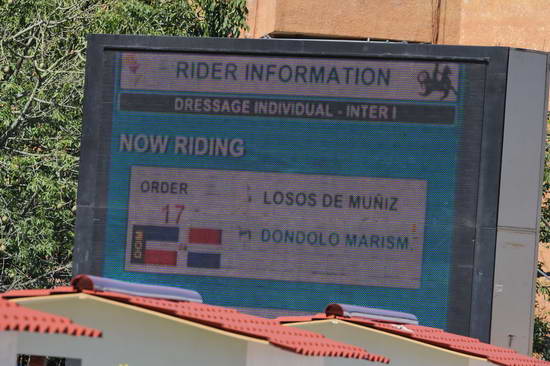 RIDER INFORMATION
DRESSAGE INDIVIDUAL - INTER I
NOW RIDING
ORDER
17
LOSOS DE MUÑIZ
DONDOLO MARISM
DOM